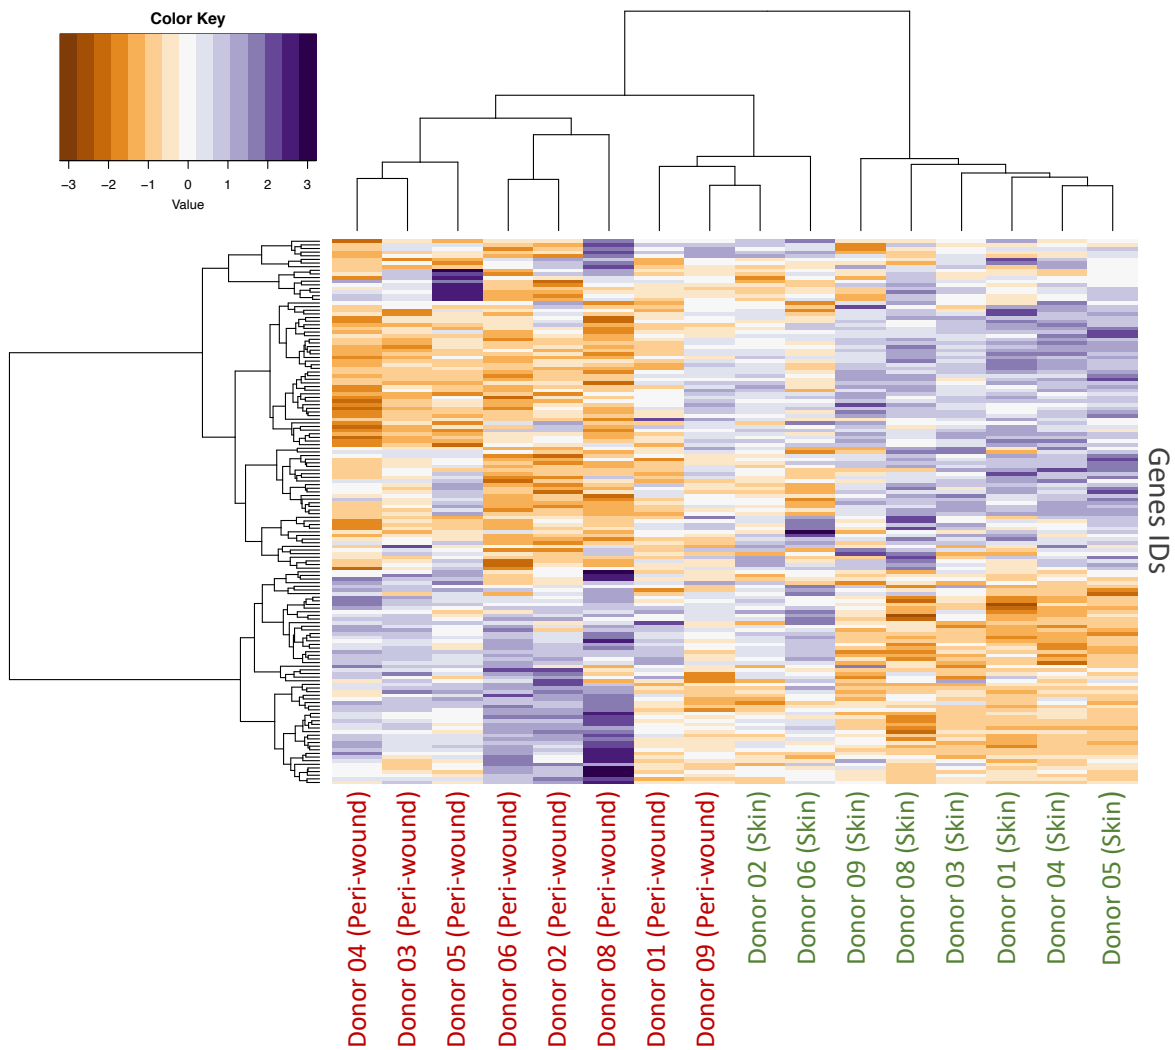 Color Key
−3 −2 −1 0 1 2 3
Value
Genes IDs
Donor 04 (Peri-wound)
Donor 03 (Peri-wound)
Donor 05 (Peri-wound)
Donor 06 (Peri-wound)
Donor 02 (Peri-wound)
Donor 08 (Peri-wound)
Donor 01 (Peri-wound)
Donor 09 (Peri-wound)
Donor 02 (Skin)
Donor 06 (Skin)
Donor 09 (Skin)
Donor 08 (Skin)
Donor 03 (Skin)
Donor 01 (Skin)
Donor 04 (Skin)
Donor 05 (Skin)